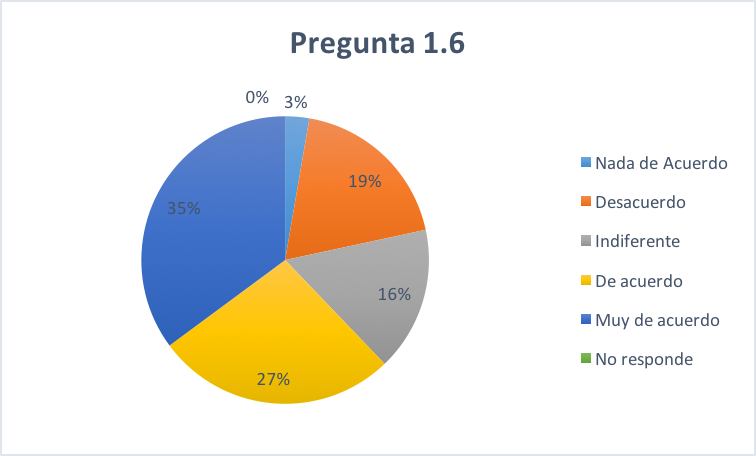 Pregunta 1.6
0%
3%
19%
35%
16%
27%
Nada de Acuerdo
Desacuerdo
Indiferente
De acuerdo
Muy de acuerdo
No responde